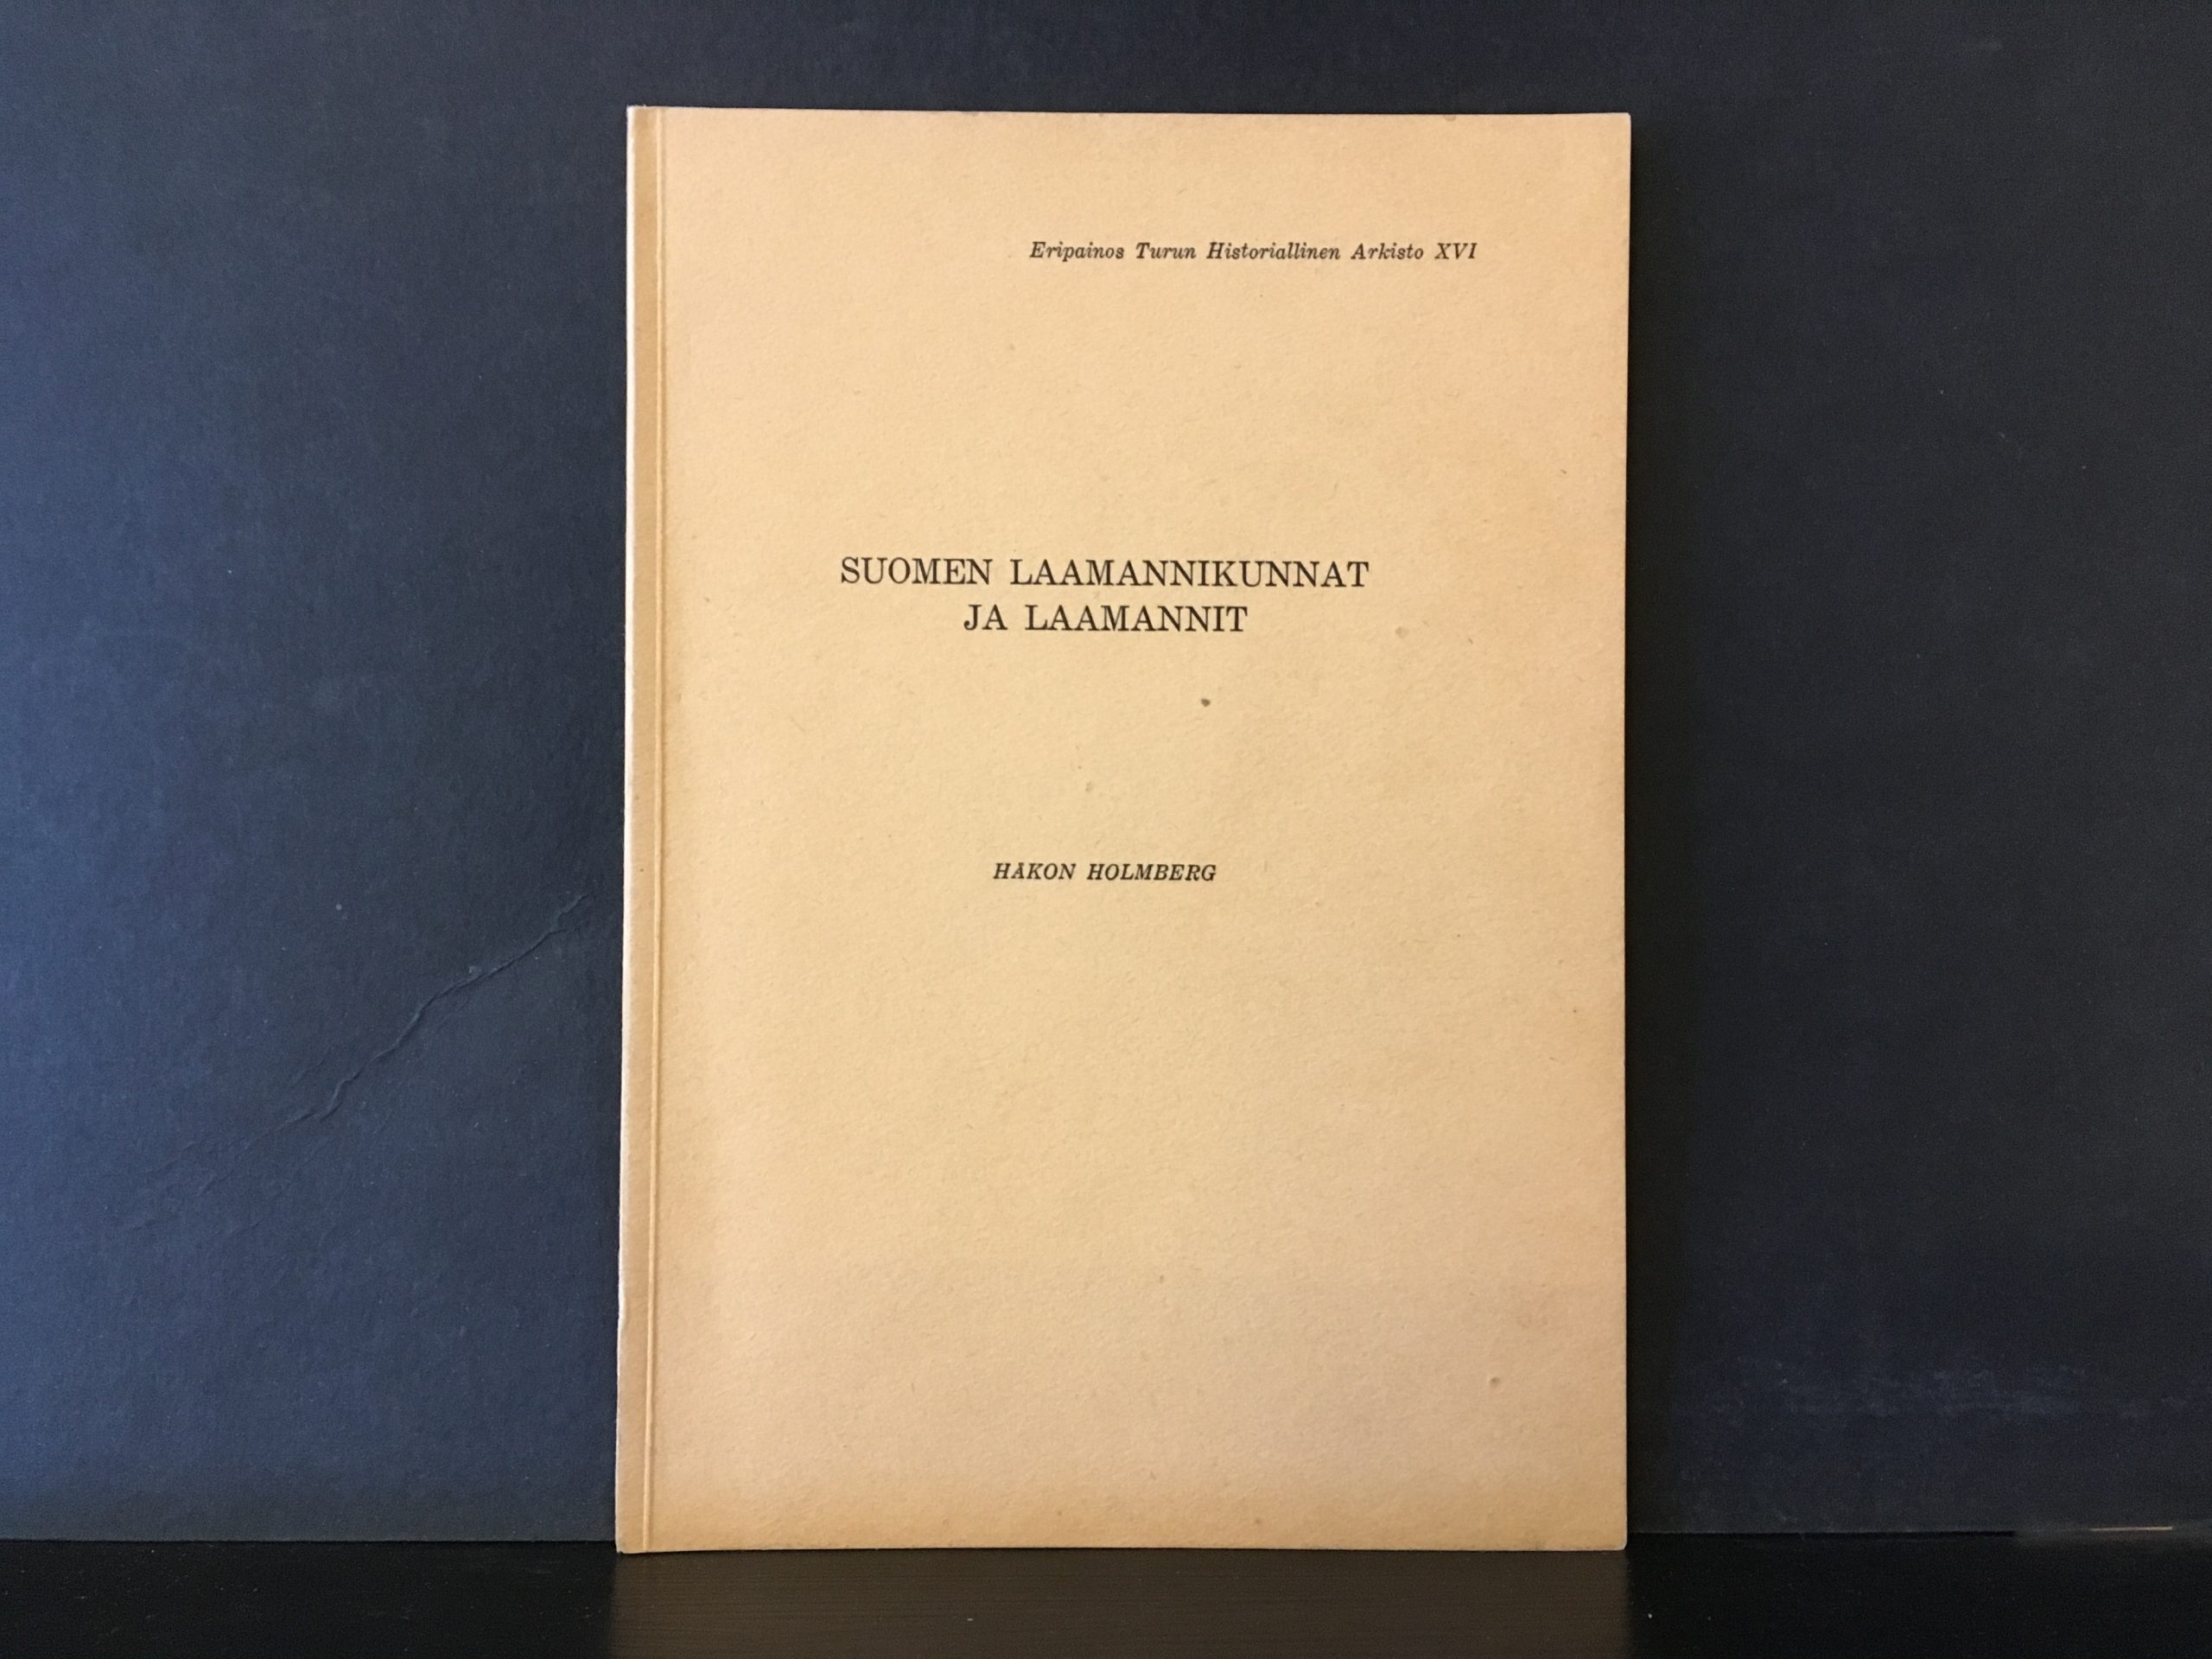 Eripainos Turun Historiallinen Arkisto XVI
SUOMEN LAAMANNIKUNNAT
JA LAAMANNIT
HÅKON HOLMBERG